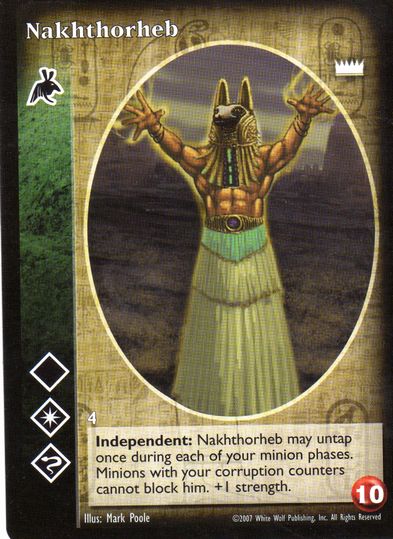 Nakhthorheb
4
Independent: Nakhthorheb may untap
once during each of your minion phases.
Minions with your corruption counters
cannot block him. +1 strength.
10
Illus: Mark Poole
©2007 White Wolf Publishing, Inc. All Rights Reserved